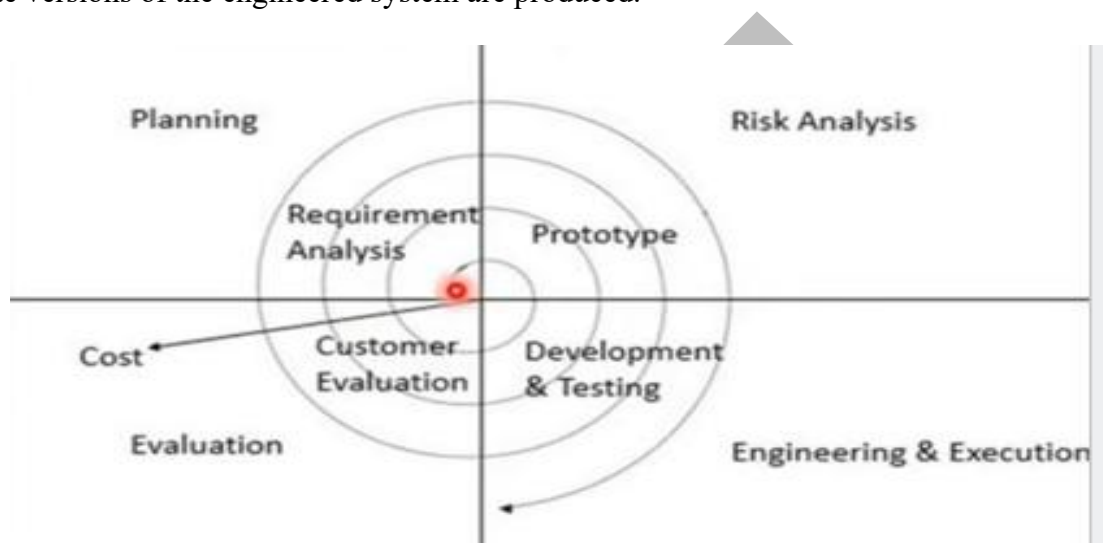 versions of the engineered system are produced.
Planning
Risk Analysis
Requirement
Analysis
Prototype
Cost
Customer
Evaluation
Development
& Testing
Evaluation
Engineering & Execution